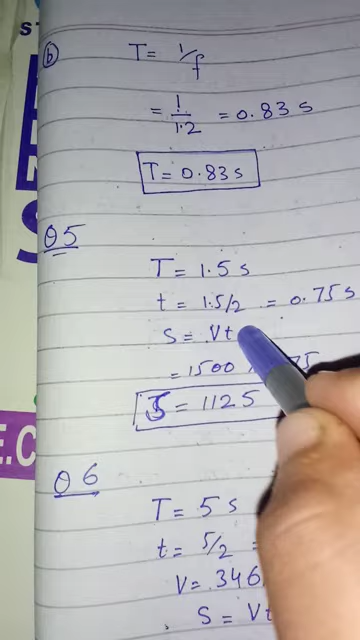 (b) T = 1/f
= 1/1.2 = 0.83 s
T = 0.83 s
Q5
T = 1.5 s
t = 1.5/2 = 0.75 s
S = Vt
= 1500 75
S = 1125
Q6
T = 5 s
t = 5/2 =
V = 346
S = Vt